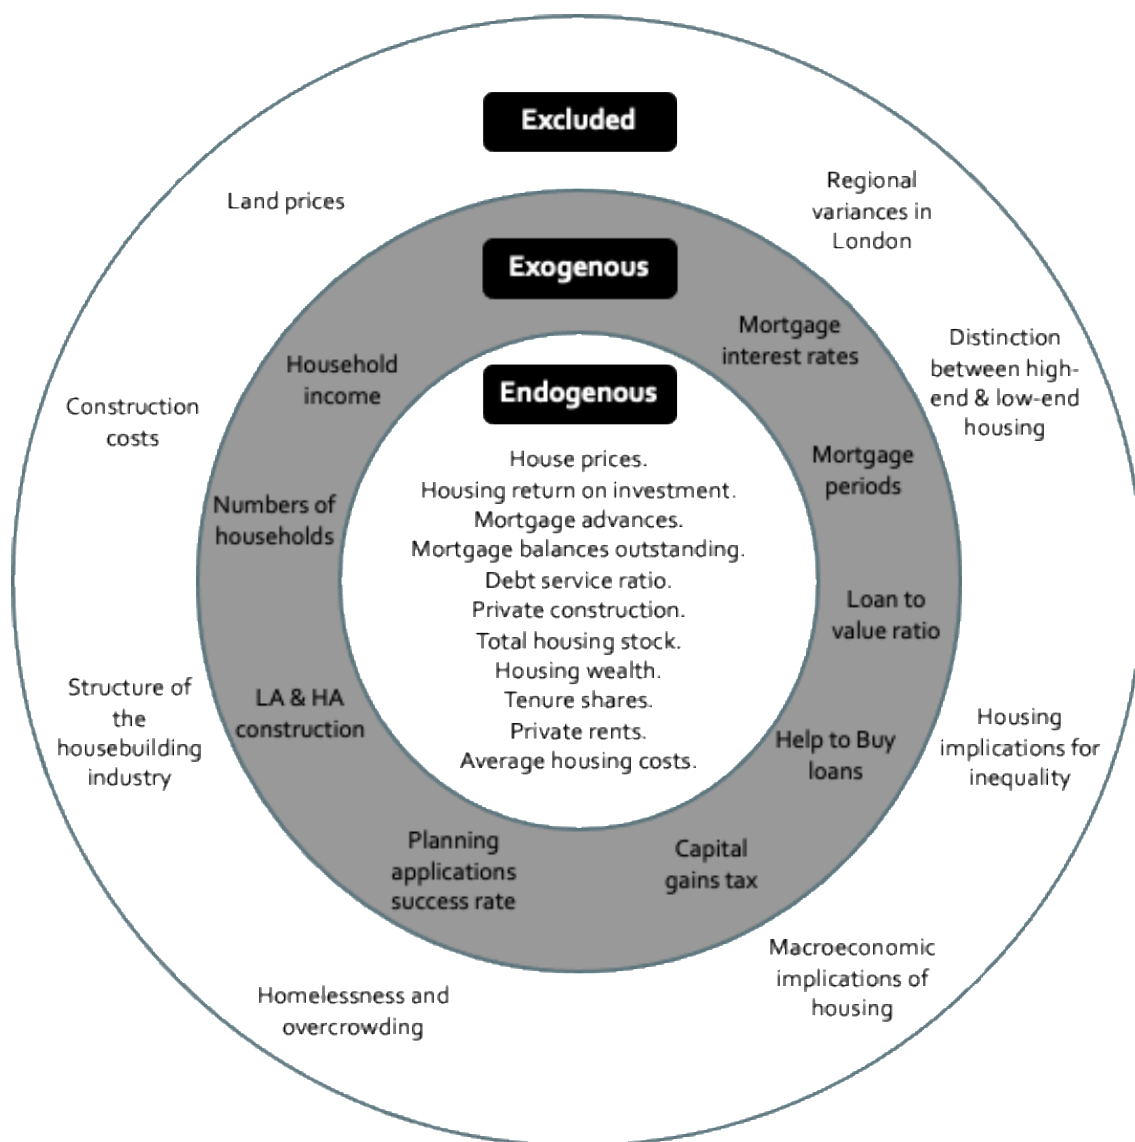 Excluded
Land prices
Regional
variances in
London
Exogenous
Mortgage
interest rates
Distinction
between high-
end & low-end
housing
Household
income
Endogenous
Construction
costs
House prices.
Housing return on investment.
Mortgage advances.
Mortgage balances outstanding.
Debt service ratio.
Private construction.
Total housing stock.
Housing wealth.
Tenure shares.
Private rents.
Average housing costs.
Mortgage
periods
Numbers of
households
Loan to
value ratio
Structure of
the
housebuilding
industry
LA & HA
construction
Help to Buy
loans
Housing
implications for
inequality
Planning
applications
success rate
Capital
gains tax
Macroeconomic
implications of
housing
Homelessness and
overcrowding